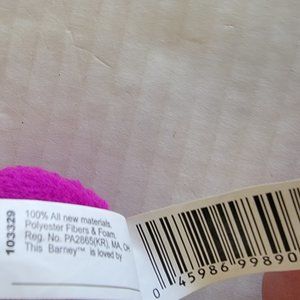 103329
100% All new materials,
Polyester Fibers & Foam,
Reg. No. PA2865(KR), MA, OH
This Barney™ is loved by
0 45986 99890